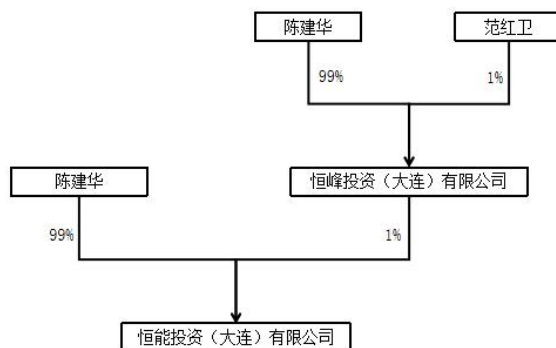 陈建华
范红卫
99%
1%
陈建华
恒峰投资（大连）有限公司
99%
1%
恒能投资（大连）有限公司